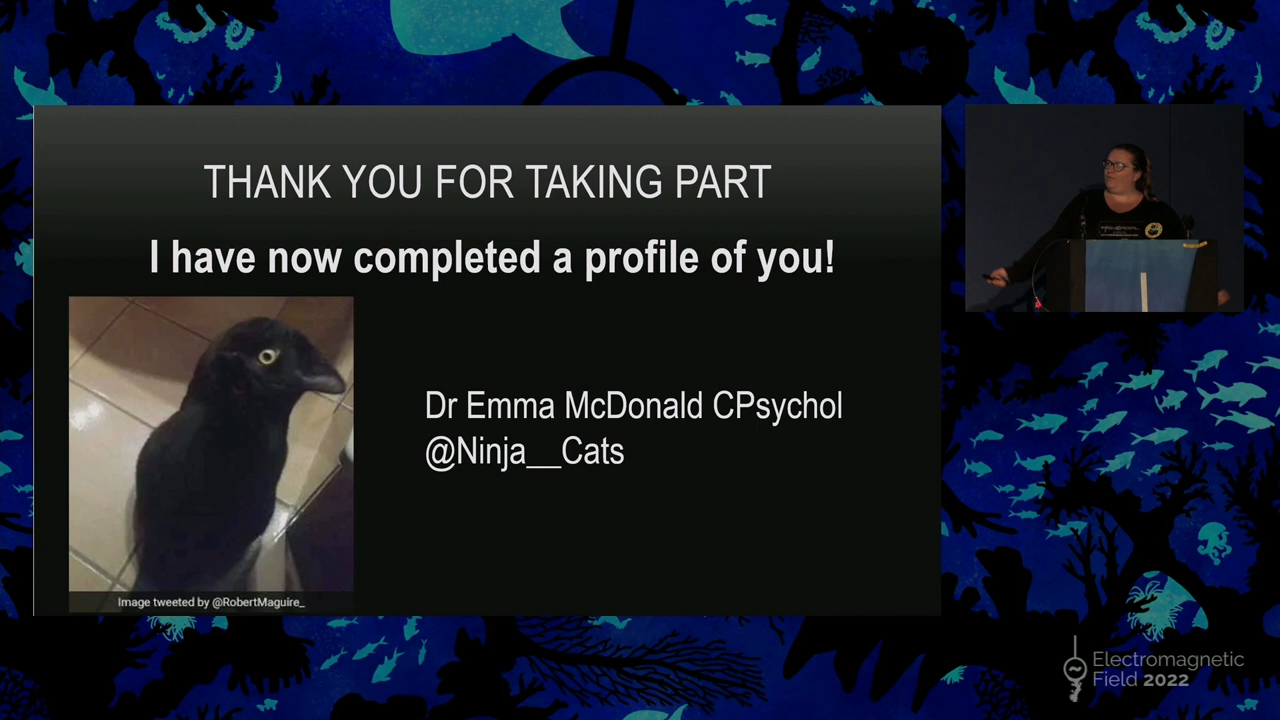 THANK YOU FOR TAKING PART
I have now completed a profile of you!
Dr Emma McDonald CPsychol
@Ninja__Cats
Image tweeted by @RobertMaguire_
Electromagnetic
Field 2022